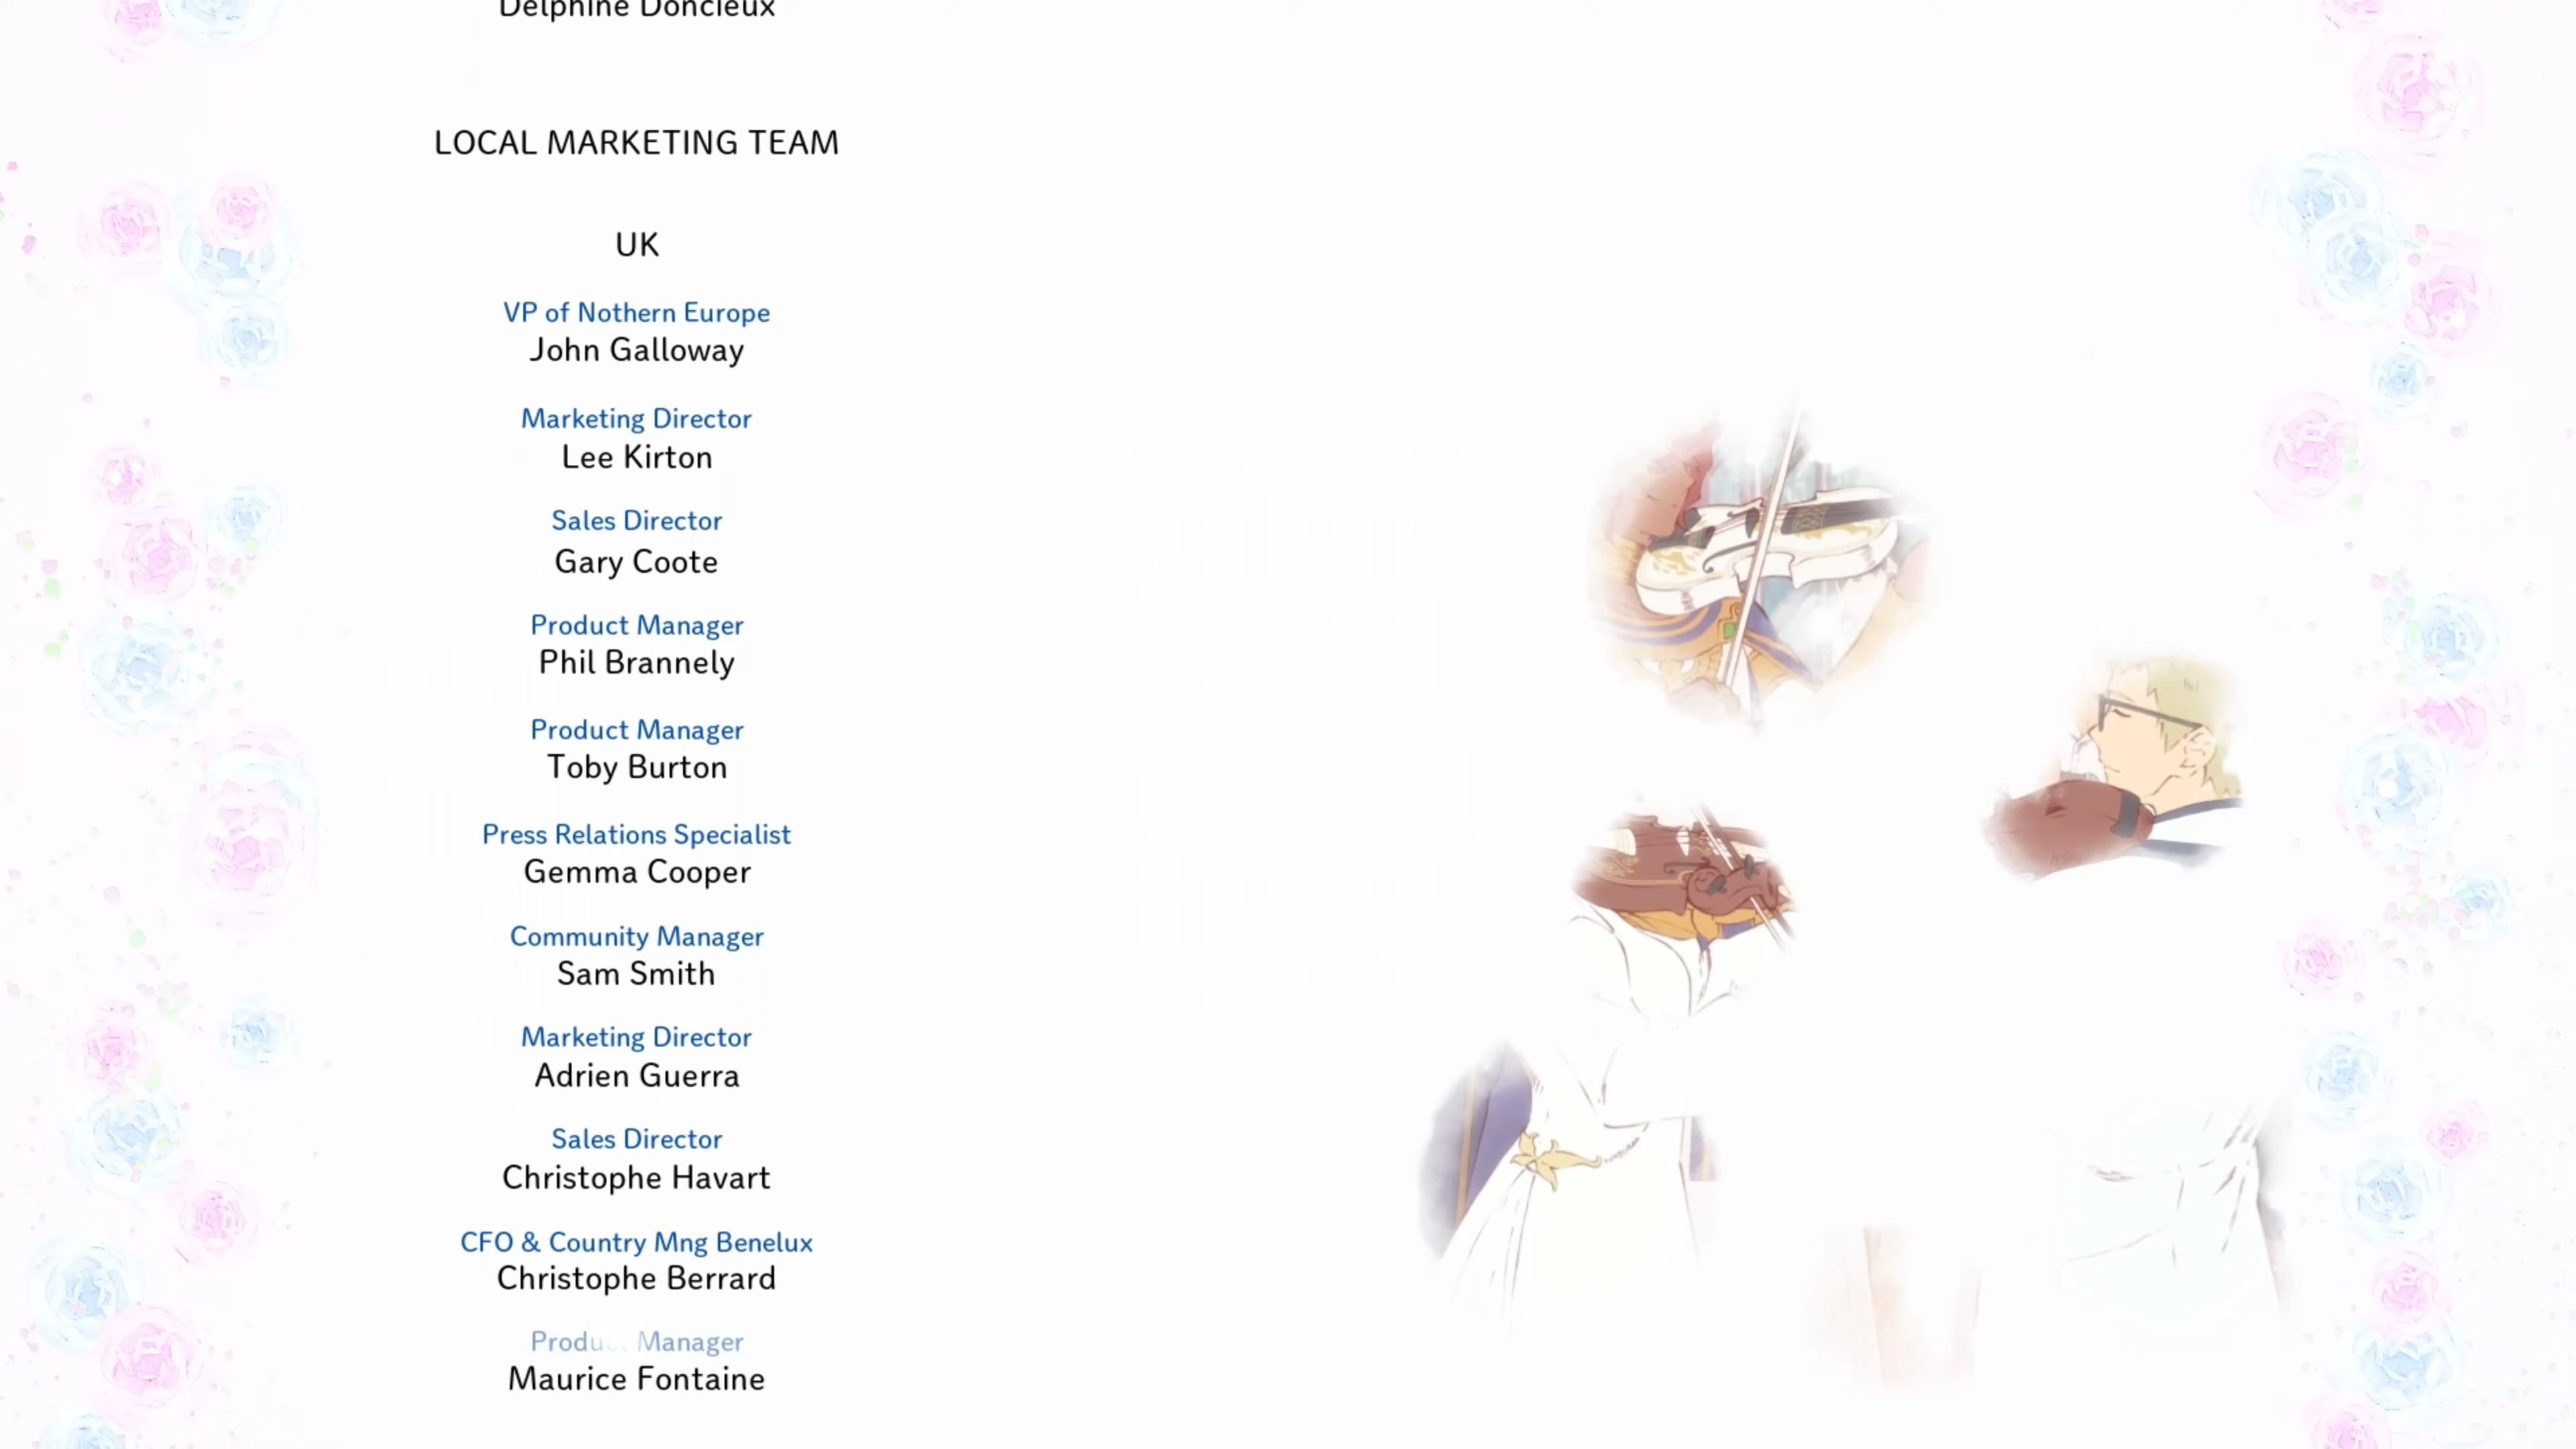 Delphine Doncieux
LOCAL MARKETING TEAM
UK
VP of Nothern Europe
John Galloway
Marketing Director
Lee Kirton
Sales Director
Gary Coote
Product Manager
Phil Brannely
Product Manager
Toby Burton
Press Relations Specialist
Gemma Cooper
Community Manager
Sam Smith
Marketing Director
Adrien Guerra
Sales Director
Christophe Havart
CFO & Country Mng Benelux
Christophe Berrard
Product Manager
Maurice Fontaine